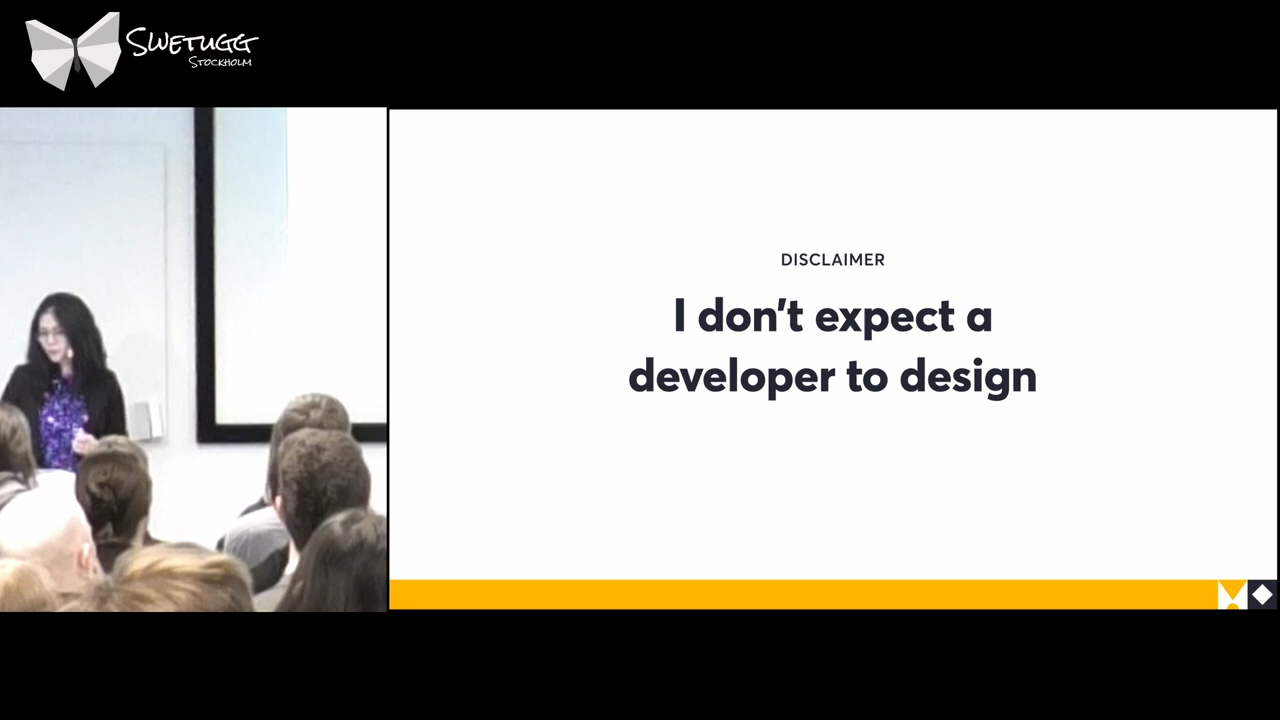 SWETUGG
STOCKHOLM
DISCLAIMER
I don't expect a
developer to design